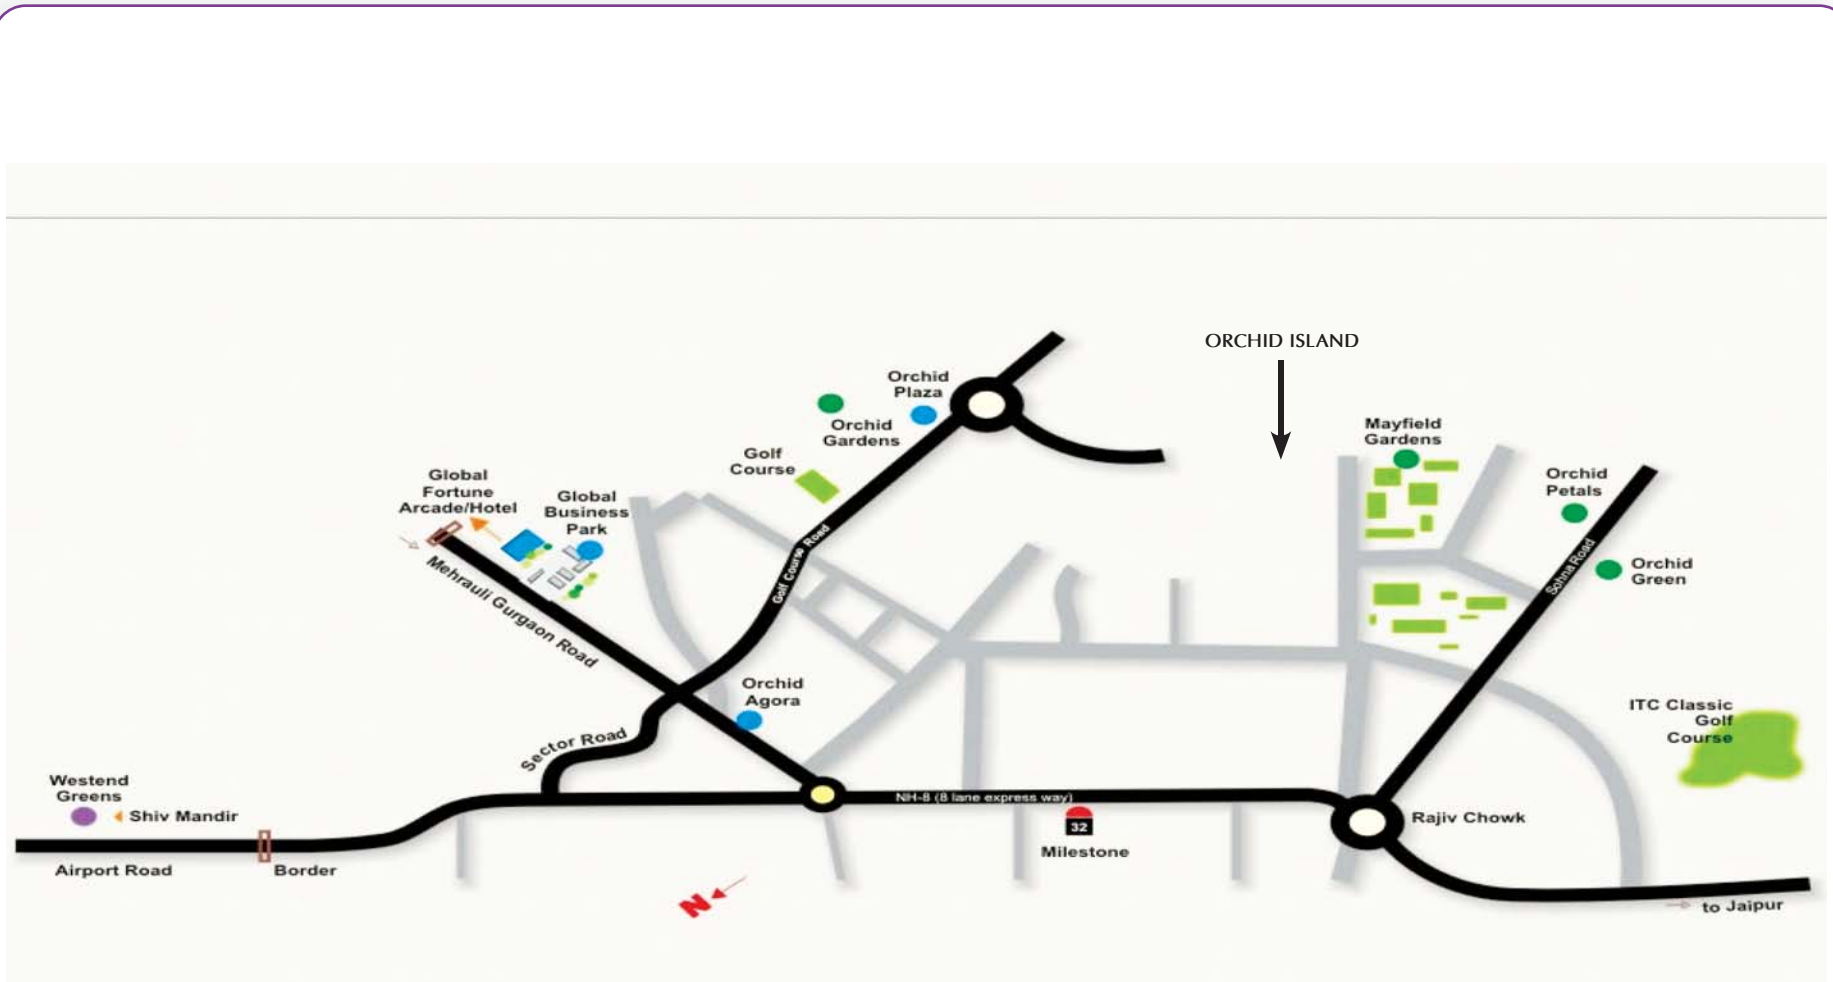 ORCHID ISLAND
Orchid
Plaza
Orchid
Gardens
Golf
Course
Mayfield
Gardens
Global
Fortune
Arcade/Hotel
Global
Business
Park
Orchid
Petals
Golf Course Road
Sohna Road
Orchid
Green
Mehrauli Gurgaon Road
Orchid
Agora
ITC Classic
Golf
Course
Sector Road
Westend
Greens
Shiv Mandir
NH-8 (8 lane express way)
32
Milestone
Rajiv Chowk
Airport Road
Border
N
to Jaipur